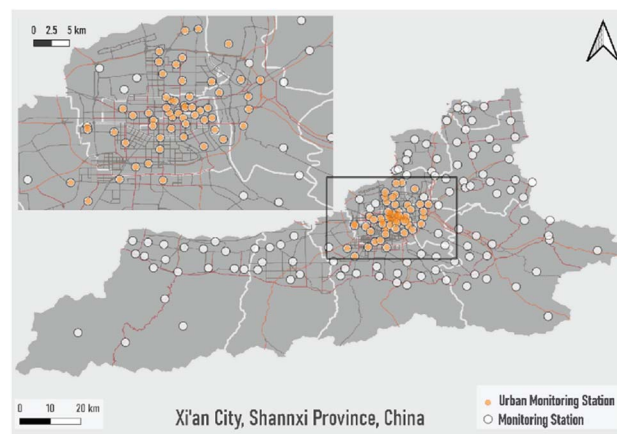 0 2.5 5 km
0 10 20 km
Xi'an City, Shannxi Province, China
Urban Monitoring Station
Monitoring Station